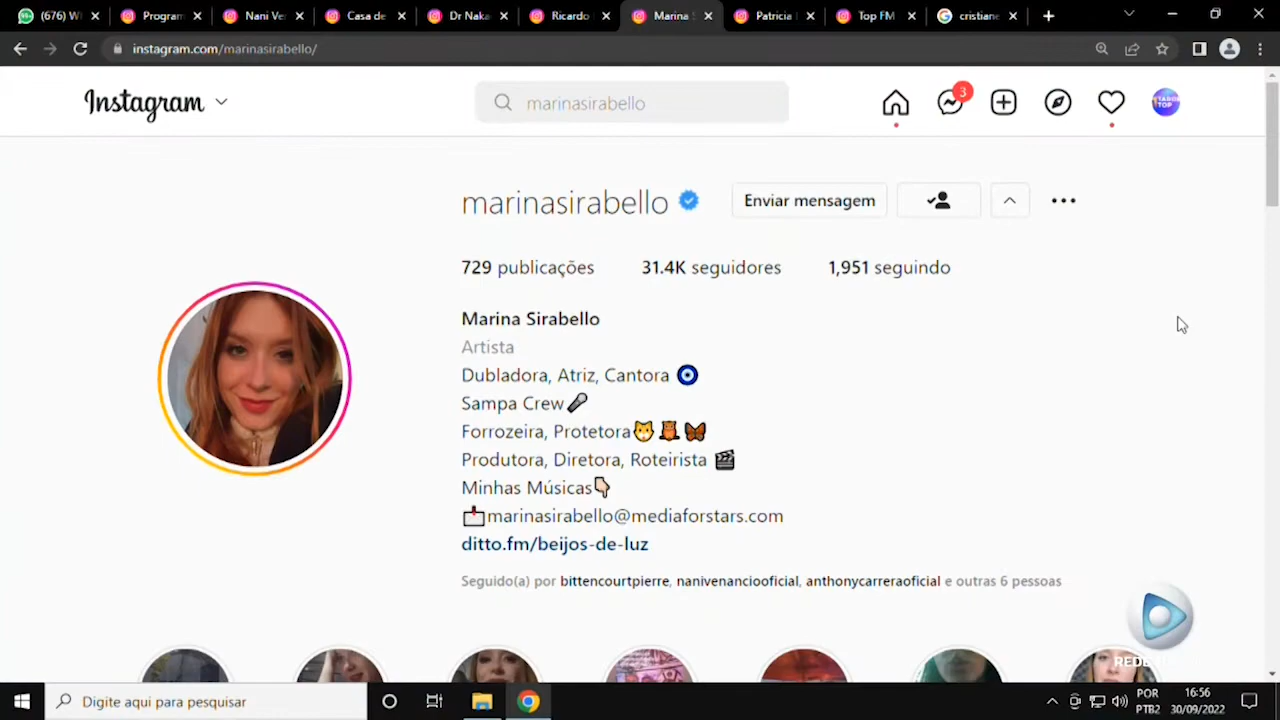 (676) W
Program
Nani Ve
Casa de
Dr Naka
Ricardo
Marina S
Patricia
Top FM
cristiane
instagram.com/marinasirabello/
Instagram
marinasirabello
3
marinasirabello
Enviar mensagem
729 publicações 31.4K seguidores 1,951 seguindo
Marina Sirabello
Artista
Dubladora, Atriz, Cantora 🧿
Sampa Crew🎤
Forrozeira, Protetora🐱🦉🦋
Produtora, Diretora, Roteirista 🎬
Minhas Músicas👇🏻
📩marinasirabello@mediaforstars.com
ditto.fm/beijos-de-luz
Seguido(a) por bittencourtpierre, nanivenanciooficial, anthonycarreraoficial e outras 6 pessoas
REDE
Digite aqui para pesquisar
POR
PTB2
16:56
30/09/2022